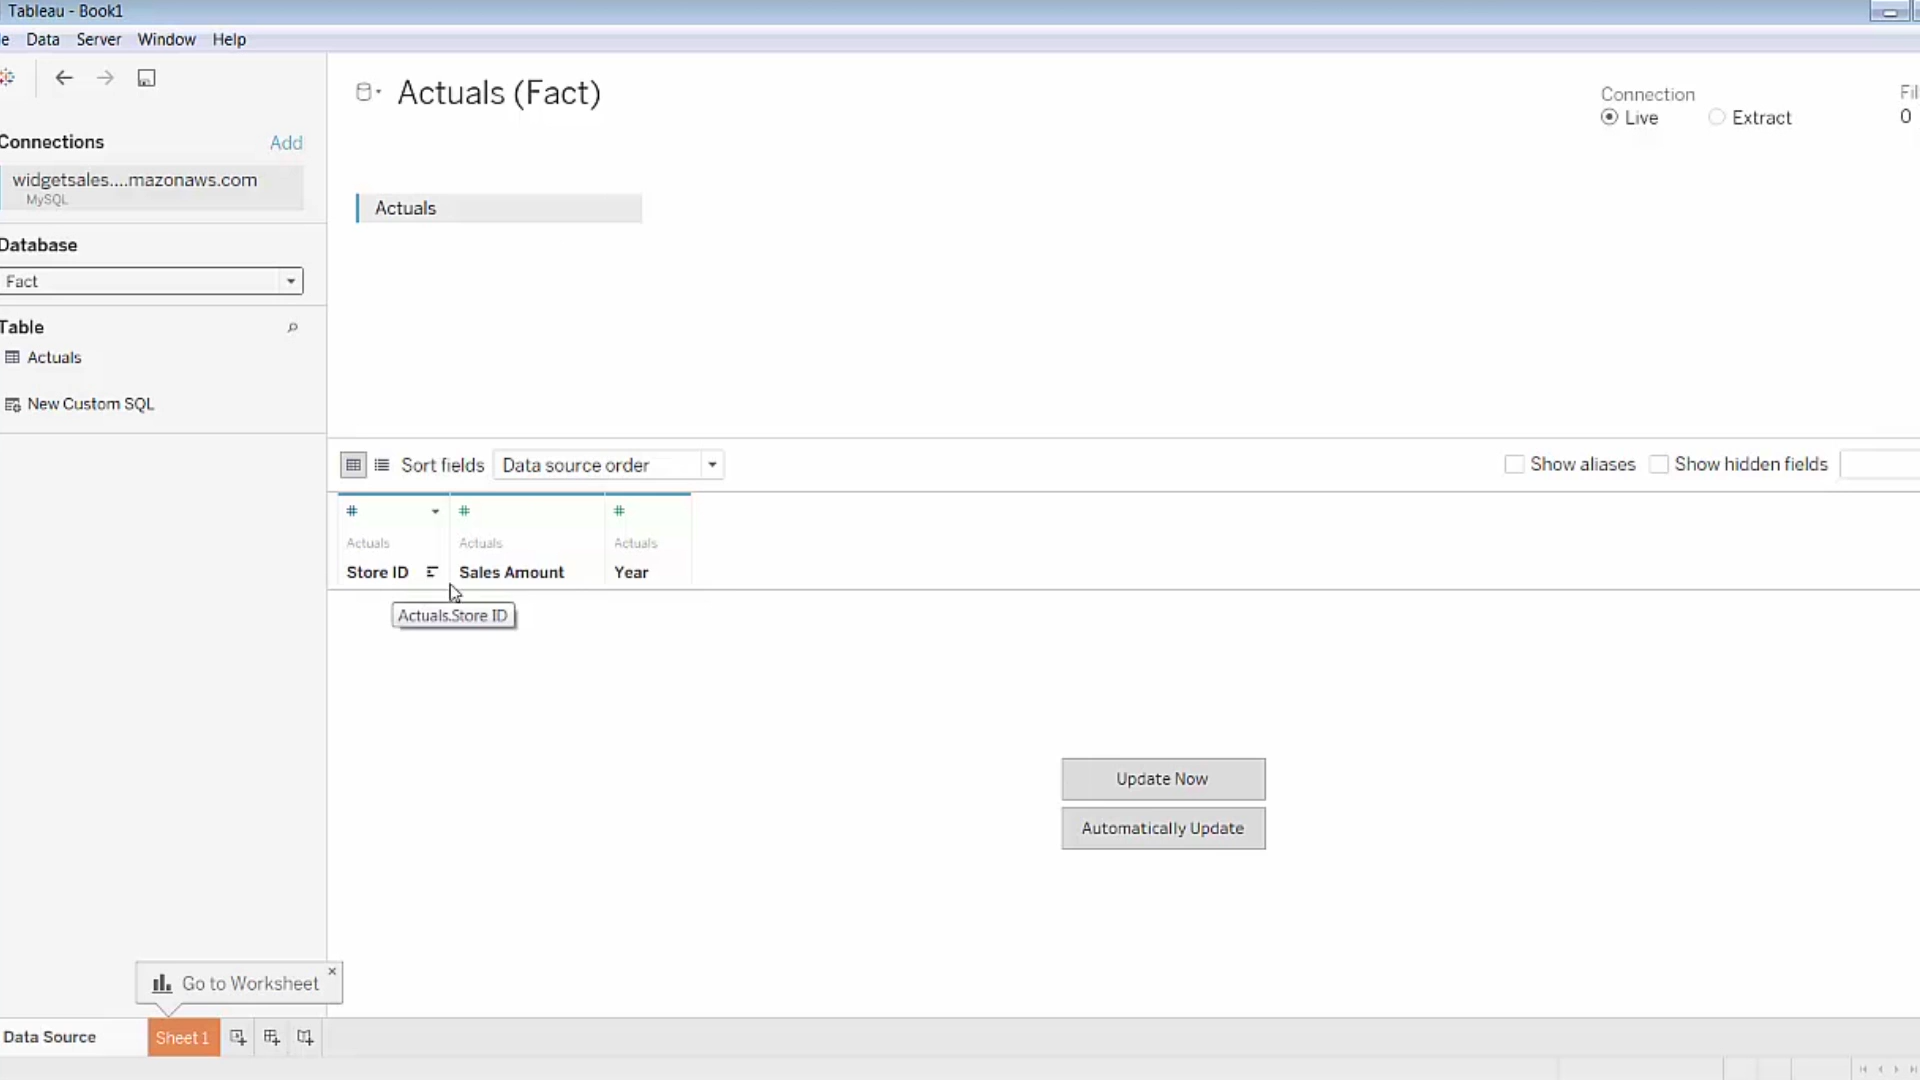 Tableau - Book1
Data Server Window Help
Actuals (Fact)
Connection
Live Extract
0
Connections Add
widgetsales....mazonaws.com
MySQL
Actuals
Database
Fact
Table
Actuals
New Custom SQL
Sort fields Data source order
Show aliases Show hidden fields
# # #
Actuals Actuals Actuals
Store ID Sales Amount Year
Actuals.Store ID
Update Now
Automatically Update
Go to Worksheet
Data Source Sheet 1